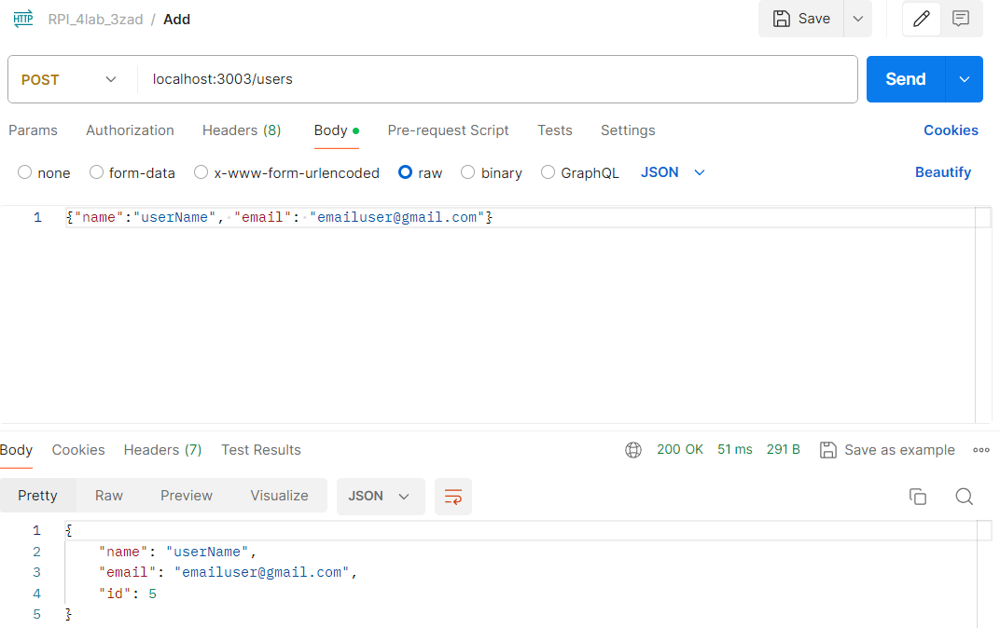 HTTP RPI_4lab_3zad / Add Save
POST localhost:3003/users Send
Params Authorization Headers (8) Body Pre-request Script Tests Settings Cookies
none form-data x-www-form-urlencoded raw binary GraphQL JSON Beautify
1 {"name":"userName", "email": "emailuser@gmail.com"}
Body Cookies Headers (7) Test Results 200 OK 51 ms 291 B Save as example
Pretty Raw Preview Visualize JSON
1 {
2 "name": "userName",
3 "email": "emailuser@gmail.com",
4 "id": 5
5 }